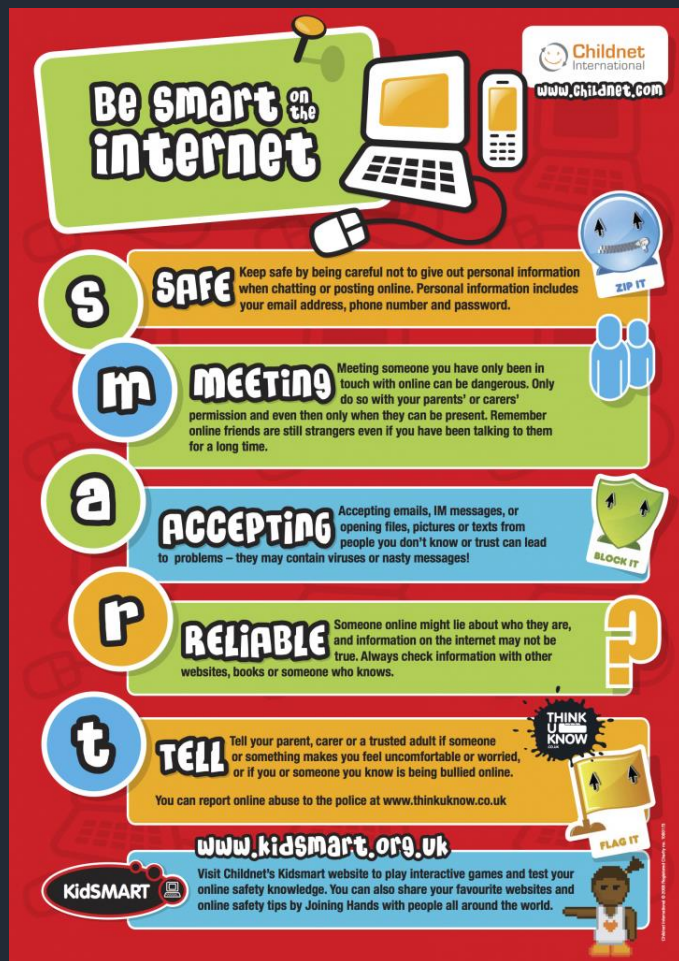 Childnet
International
www.childnet.com
Be smart on the
internet
s
SAFE
Keep safe by being careful not to give out personal information
when chatting or posting online. Personal information includes
your email address, phone number and password.
ZIP IT
m
MEETING
Meeting someone you have only been in
touch with online can be dangerous. Only
do so with your parents' or carers'
permission and even then only when they can be present. Remember
online friends are still strangers even if you have been talking to them
for a long time.
a
ACCEPTING
Accepting emails, IM messages, or
opening files, pictures or texts from
people you don't know or trust can lead
to problems – they may contain viruses or nasty messages!
BLOCK IT
r
RELIABLE
Someone online might lie about who they are,
and information on the internet may not be
true. Always check information with other
websites, books or someone who knows.
?
t
TELL
Tell your parent, carer or a trusted adult if someone
or something makes you feel uncomfortable or worried,
or if you or someone you know is being bullied online.
You can report online abuse to the police at www.thinkuknow.co.uk
THINK
U
KNOW
FLAG IT
www.kidsmart.org.uk
KidSMART
Visit Childnet's Kidsmart website to play interactive games and test your
online safety knowledge. You can also share your favourite websites and
online safety tips by Joining Hands with people all around the world.